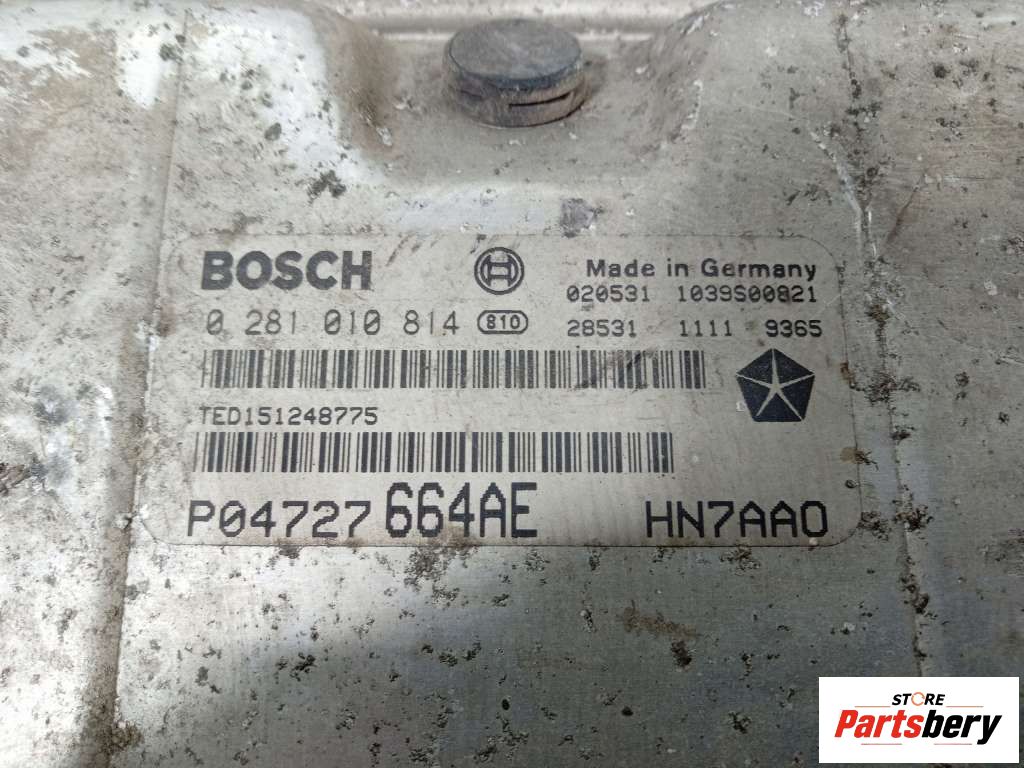 BOSCH
Made in Germany
020531 1039S00821
0 281 010 814 810
28531 1111 9365
TED151248775
P04727 664AE HN7AA0
STORE
Partsbery